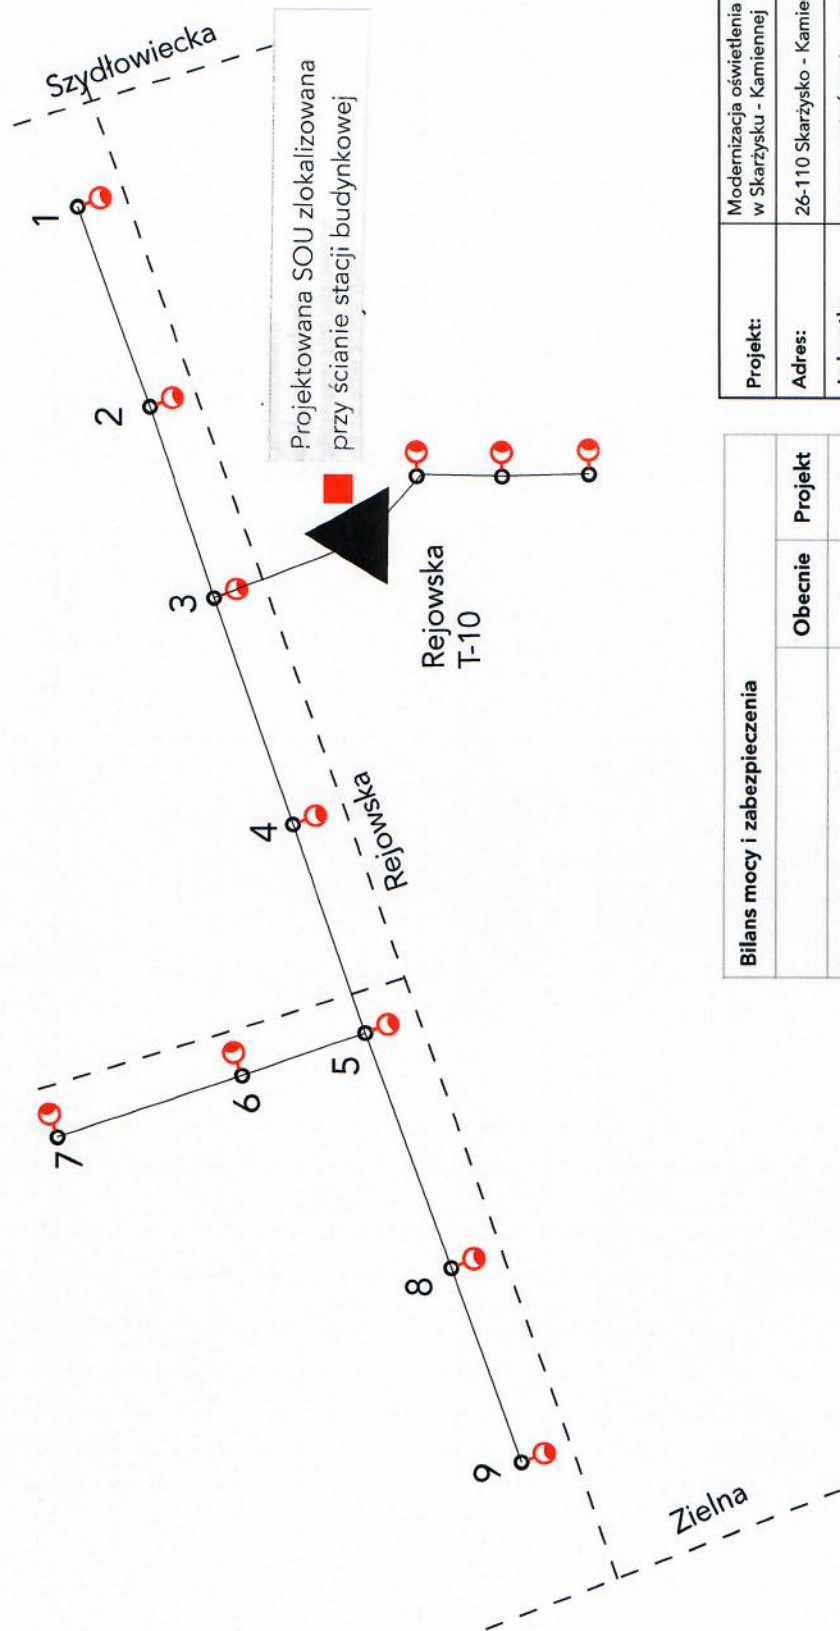 Szydłowiecka
1
2
3
4
5
6
7
8
9
Projektowana SOU zlokalizowana
przy ścianie stacji budynkowej
Rejowska
T-10
Rejowska
Zielna
Bilans mocy i zabezpieczenia
Obecnie Projekt
Projekt: Modernizacja oświetlenia
w Skarżysku - Kamiennej
Adres: 26-110 Skarżysko - Kamie